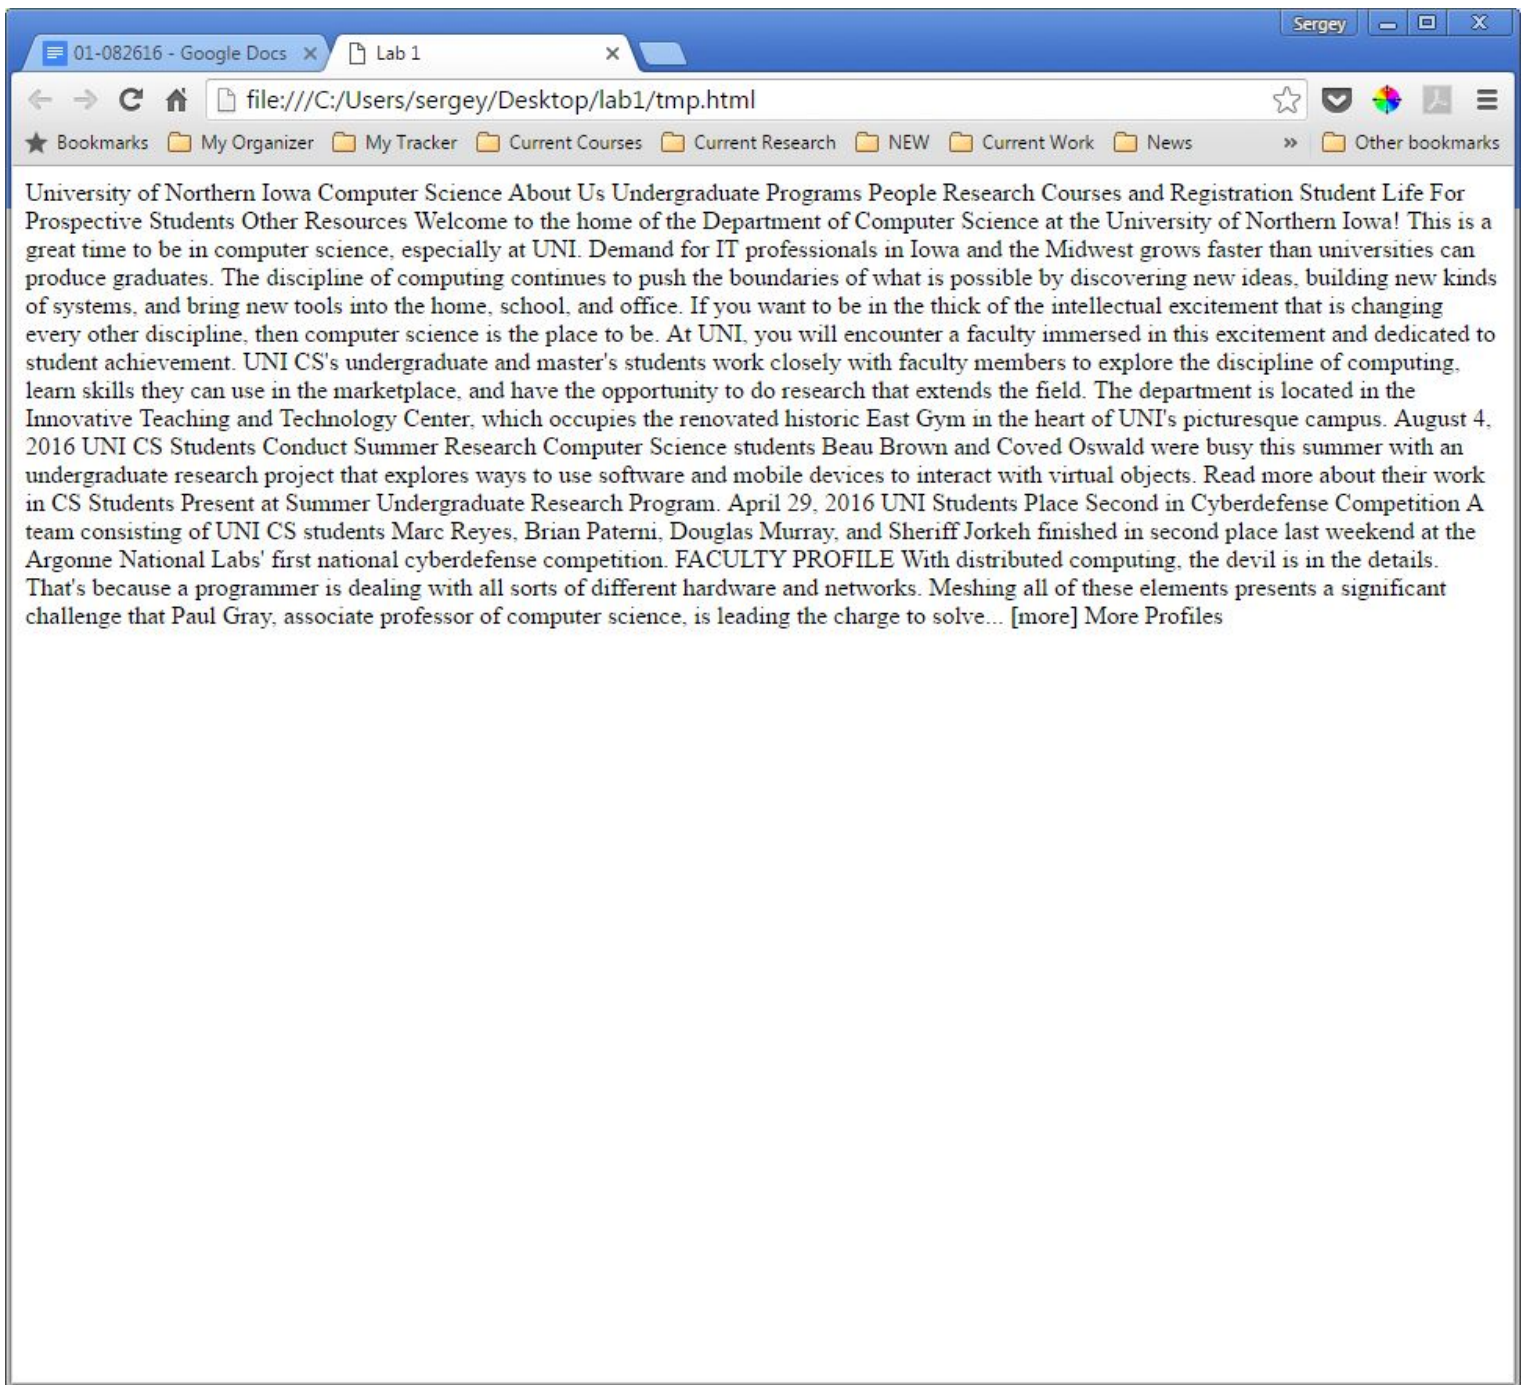 Sergey
01-082616 - Google Docs
Lab 1
file:///C:/Users/sergey/Desktop/lab1/tmp.html
Bookmarks My Organizer My Tracker Current Courses Current Research NEW Current Work News » Other bookmarks
University of Northern Iowa Computer Science About Us Undergraduate Programs People Research Courses and Registration Student Life For
Prospective Students Other Resources Welcome to the home of the Department of Computer Science at the University of Northern Iowa! This is a
great time to be in computer science, especially at UNI. Demand for IT professionals in Iowa and the Midwest grows faster than universities can
produce graduates. The discipline of computing continues to push the boundaries of what is possible by discovering new ideas, building new kinds
of systems, and bring new tools into the home, school, and office. If you want to be in the thick of the intellectual excitement that is changing
every other discipline, then computer science is the place to be. At UNI, you will encounter a faculty immersed in this excitement and dedicated to
student achievement. UNI CS's undergraduate and master's students work closely with faculty members to explore the discipline of computing,
learn skills they can use in the marketplace, and have the opportunity to do research that extends the field. The department is located in the
Innovative Teaching and Technology Center, which occupies the renovated historic East Gym in the heart of UNI's picturesque campus. August 4,
2016 UNI CS Students Conduct Summer Research Computer Science students Beau Brown and Coved Oswald were busy this summer with an
undergraduate research project that explores ways to use software and mobile devices to interact with virtual objects. Read more about their work
in CS Students Present at Summer Undergraduate Research Program. April 29, 2016 UNI Students Place Second in Cyberdefense Competition A
team consisting of UNI CS students Marc Reyes, Brian Paterni, Douglas Murray, and Sheriff Jorkeh finished in second place last weekend at the
Argonne National Labs' first national cyberdefense competition. FACULTY PROFILE With distributed computing, the devil is in the details.
That's because a programmer is dealing with all sorts of different hardware and networks. Meshing all of these elements presents a significant
challenge that Paul Gray, associate professor of computer science, is leading the charge to solve... [more] More Profiles